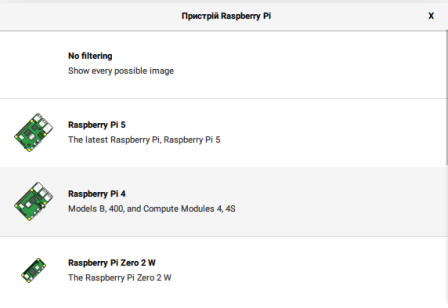 Пристрій Raspberry Pi
X
No filtering
Show every possible image
Raspberry Pi 5
The latest Raspberry Pi, Raspberry Pi 5
Raspberry Pi 4
Models B, 400, and Compute Modules 4, 4S
Raspberry Pi Zero 2 W
The Raspberry Pi Zero 2 W